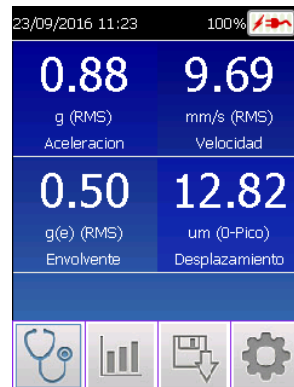 23/09/2016 11:23 100%
0.88 9.69
g (RMS) mm/s (RMS)
Aceleracion Velocidad
0.50 12.82
g(e) (RMS) um (0-Pico)
Envolvente Desplazamiento